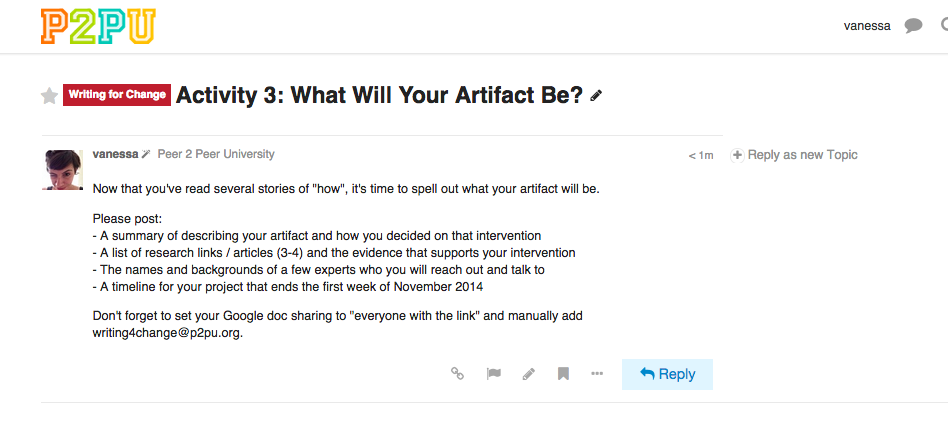 P2PU
vanessa
Writing for Change Activity 3: What Will Your Artifact Be?
vanessa Peer 2 Peer University < 1m + Reply as new Topic
Now that you've read several stories of "how", it's time to spell out what your artifact will be.
Please post:
- A summary of describing your artifact and how you decided on that intervention
- A list of research links / articles (3-4) and the evidence that supports your intervention
- The names and backgrounds of a few experts who you will reach out and talk to
- A timeline for your project that ends the first week of November 2014
Don't forget to set your Google doc sharing to "everyone with the link" and manually add
writing4change@p2pu.org.
Reply